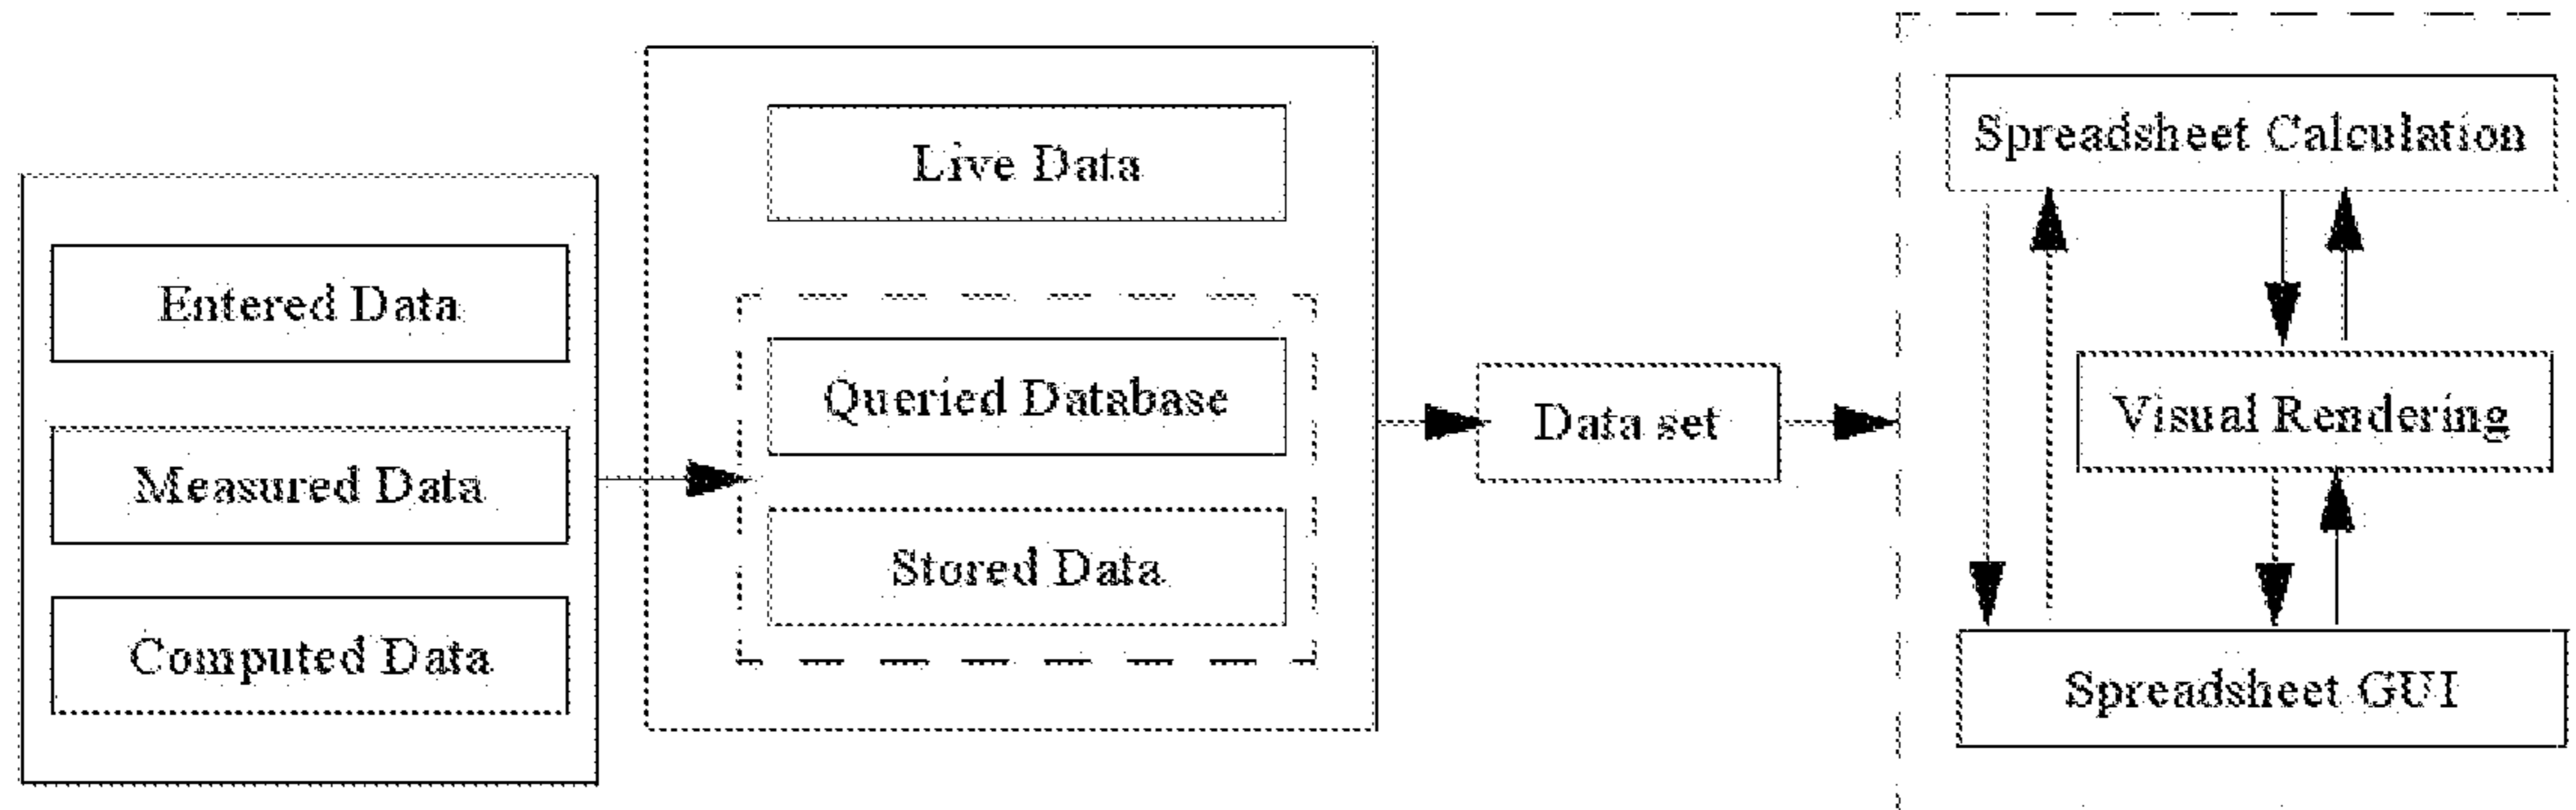 Entered Data
Measured Data
Computed Data
Live Data
Queried Database
Stored Data
Data set
Spreadsheet Calculation
Visual Rendering
Spreadsheet GUI